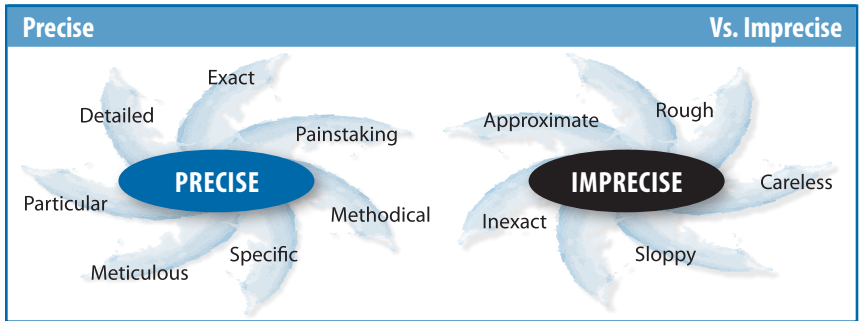 Precise Vs. Imprecise
Exact
Detailed
Painstaking
PRECISE
Particular
Methodical
Specific
Meticulous
Rough
Approximate
IMPRECISE
Careless
Inexact
Sloppy